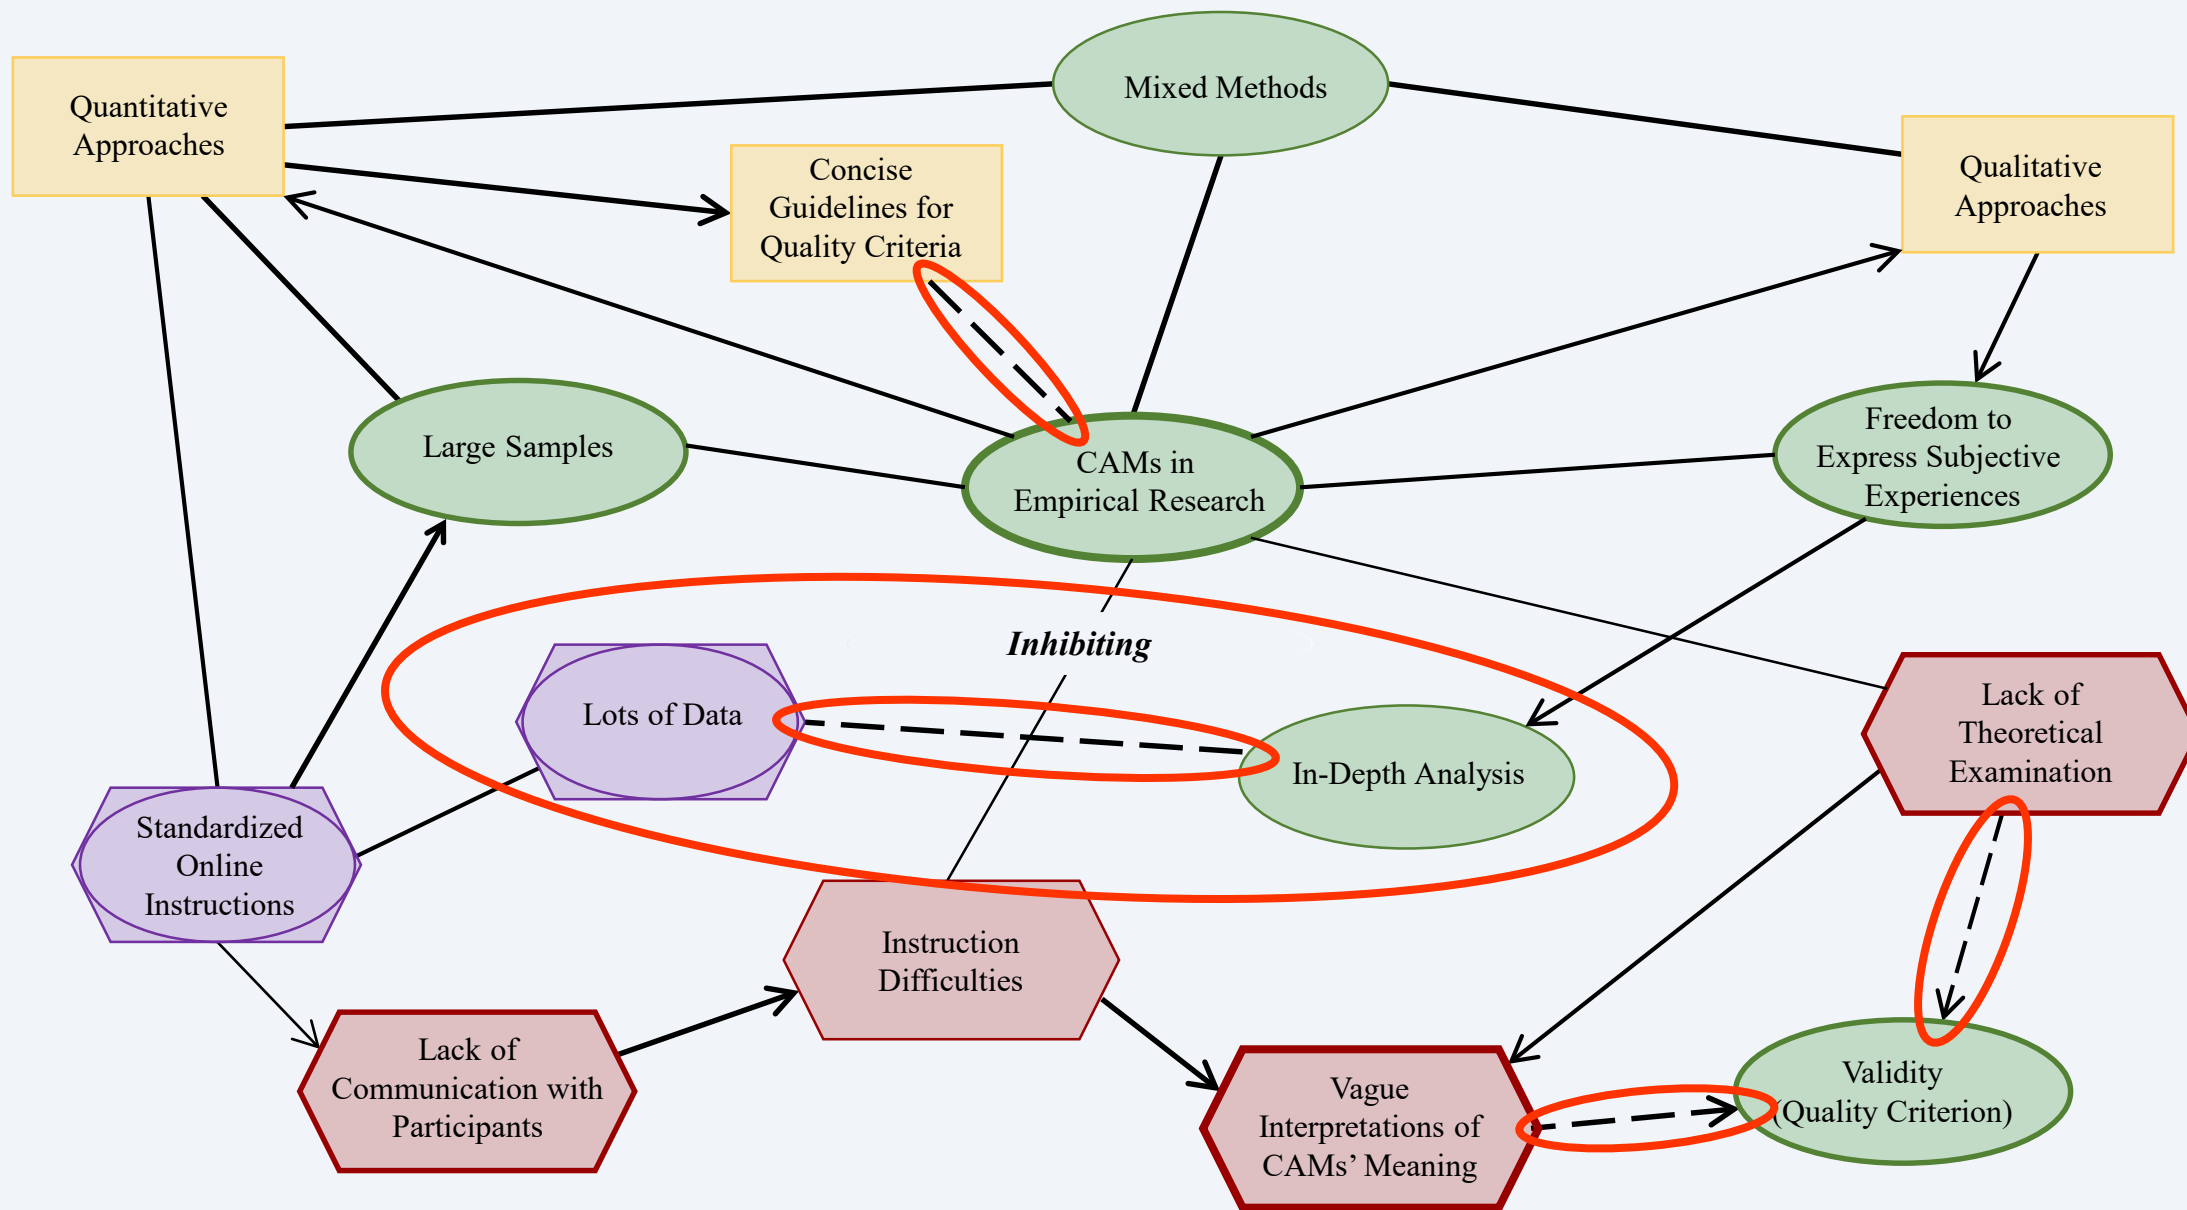 Mixed Methods
Quantitative
Approaches
Concise
Guidelines for
Quality Criteria
Qualitative
Approaches
Large Samples
CAMs in
Empirical Research
Freedom to
Express Subjective
Experiences
Inhibiting
Lots of Data
In-Depth Analysis
Lack of
Theoretical
Examination
Standardized
Online
Instructions
Instruction
Difficulties
Lack of
Communication with
Participants
Vague
Interpretations of
CAMs’ Meaning
Validity
(Quality Criterion)